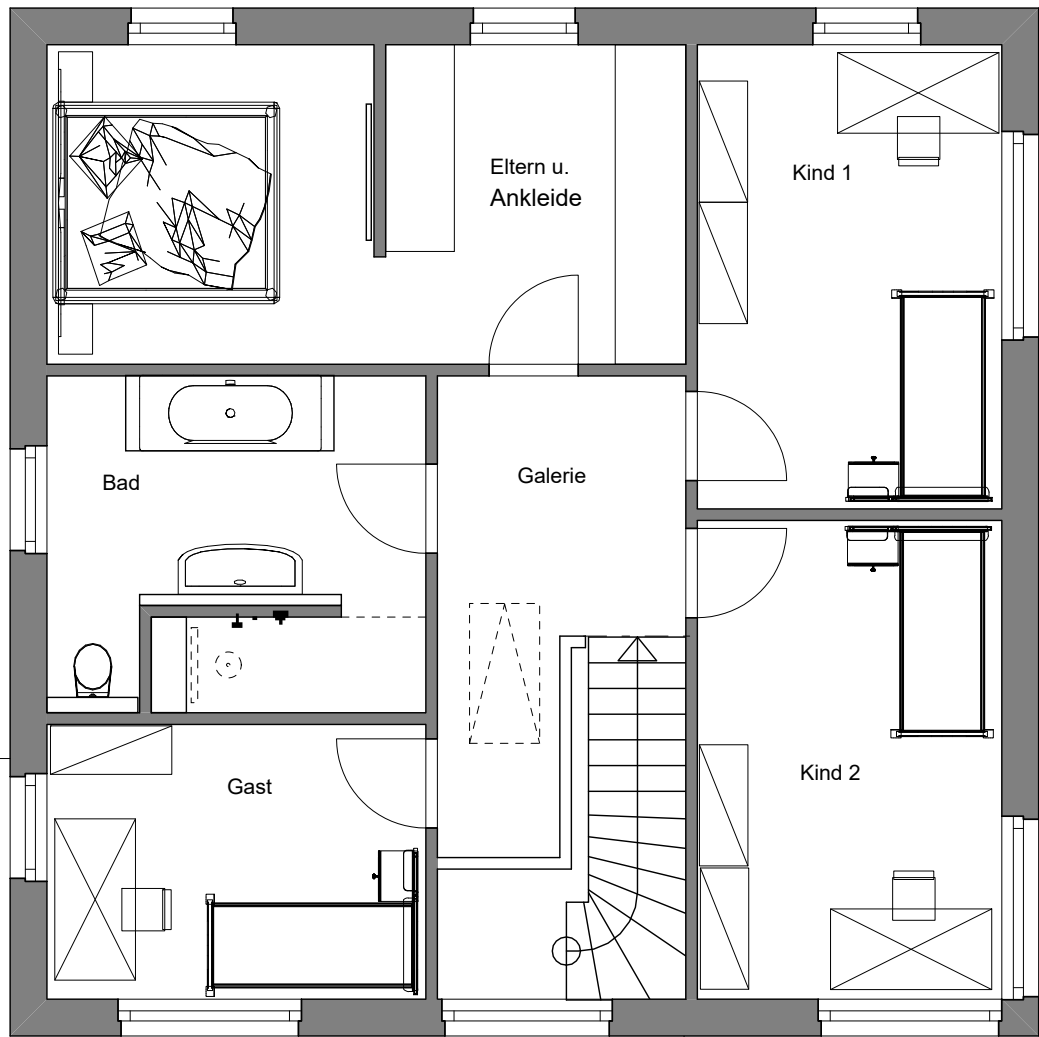 Eltern u.
Ankleide
Kind 1
Bad
Galerie
Gast
Kind 2